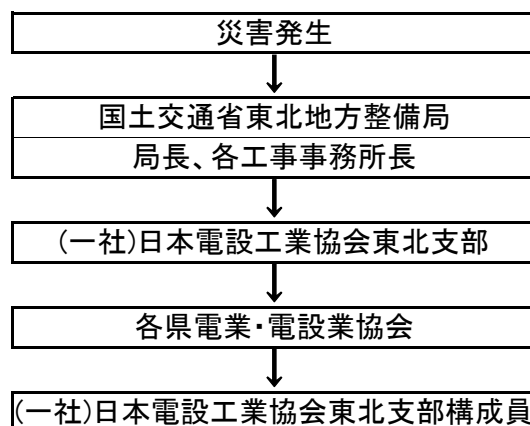 災害発生
国土交通省東北地方整備局
局長、各工事事務所長
(一社)日本電設工業協会東北支部
各県電業・電設業協会
(一社)日本電設工業協会東北支部構成員